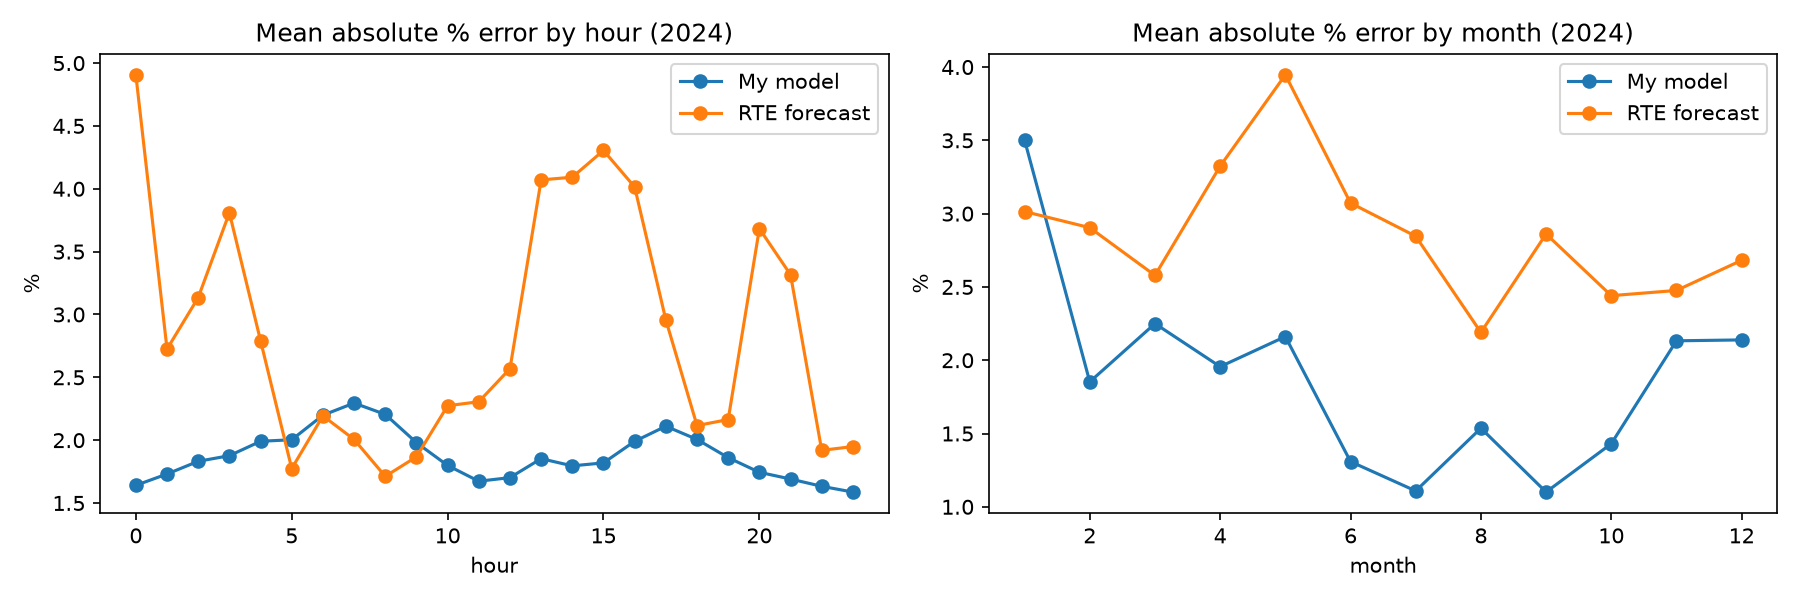 Mean absolute % error by hour (2024)
5.0
4.5
4.0
3.5
3.0
2.5
2.0
1.5
%
0 5 10 15 20
hour
My model
RTE forecast
Mean absolute % error by month (2024)
4.0
3.5
3.0
2.5
2.0
1.5
1.0
%
2 4 6 8 10 12
month
My model
RTE forecast